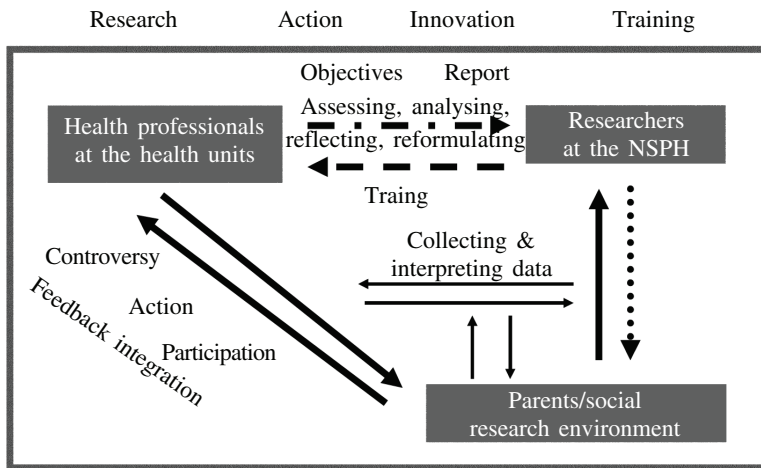 Research Action Innovation Training
Objectives Report
Assessing, analysing,
reflecting, reformulating
Health professionals
at the health units
Researchers
at the NSPH
Traing
Collecting &
interpreting data
Controversy
Action
Participation
Feedback integration
Parents/social
research environment